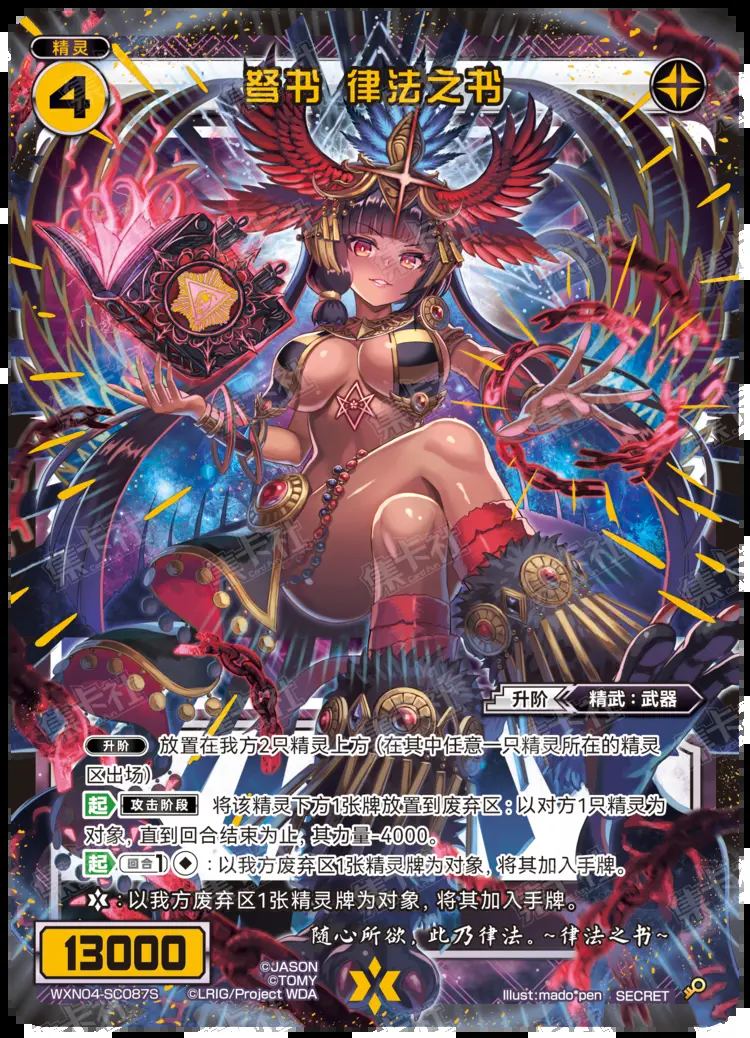 精灵
4
弩书 律法之书
升阶 精武:武器
升阶 放置在我方2只精灵上方(在其中任意一只精灵所在的精灵
区出场)。
起 攻击阶段 将该精灵下方1张牌放置到废弃区:以对方1只精灵为
对象,直到回合结束为止,其力量-4000。
起 回合1 :以我方废弃区1张精灵牌为对象,将其加入手牌。
:以我方废弃区1张精灵牌为对象,将其加入手牌。
随心所欲,此乃律法。~律法之书~
13000
©JASON
©TOMY
WXN04-SC087S ©LRIG/Project WDA Illust:mado*pen SECRET
集卡社